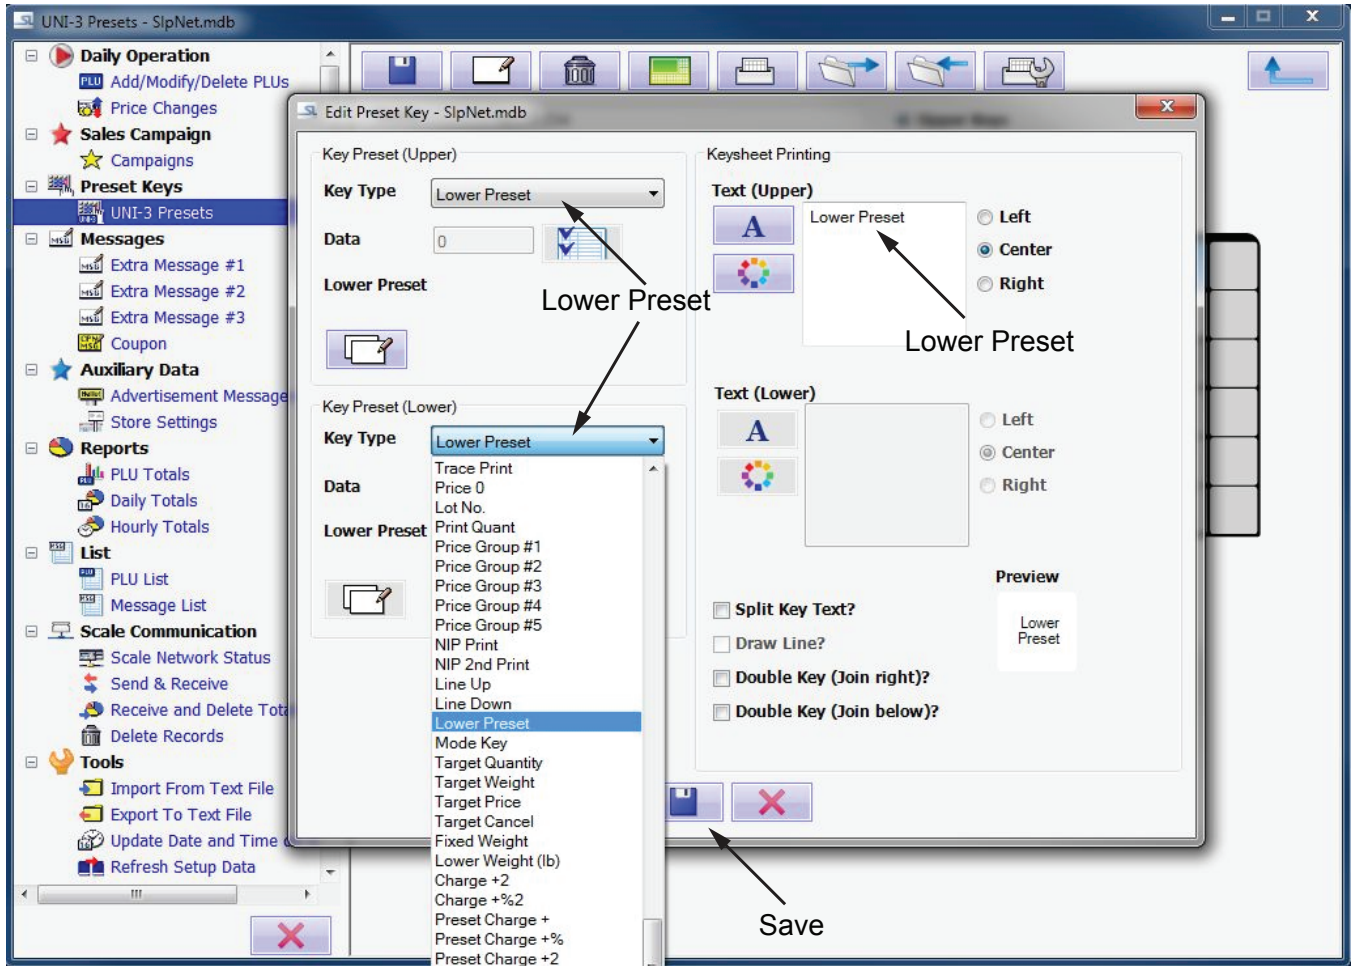 UNI-3 Presets - SlpNet.mdb
Daily Operation
PLU Add/Modify/Delete PLUs
Price Changes
Sales Campaign
Campaigns
Preset Keys
UNI-3 Presets
Messages
Extra Message #1
Extra Message #2
Extra Message #3
Coupon
Auxiliary Data
Advertisement Message
Store Settings
Reports
PLU Totals
Daily Totals
Hourly Totals
List
PLU List
Message List
Scale Communication
Scale Network Status
Send & Receive
Receive and Delete Tota
Delete Records
Tools
Import From Text File
Export To Text File
Update Date and Time
Refresh Setup Data
Edit Preset Key - SlpNet.mdb
Upper Keys
Key Preset (Upper)
Key Type
Lower Preset
Data
0
Lower Preset
Lower Preset
Key Preset (Lower)
Key Type
Lower Preset
Data
Lower Preset
Trace Print
Price 0
Lot No.
Print Quant
Price Group #1
Price Group #2
Price Group #3
Price Group #4
Price Group #5
NIP Print
NIP 2nd Print
Line Up
Line Down
Lower Preset
Mode Key
Target Quantity
Target Weight
Target Price
Target Cancel
Fixed Weight
Lower Weight (lb)
Charge +2
Charge +%2
Preset Charge +
Preset Charge +%
Preset Charge +2
Keysheet Printing
Text (Upper)
A
Lower Preset
Left
Center
Right
Lower Preset
Text (Lower)
A
Left
Center
Right
Preview
Lower
Preset
Split Key Text?
Draw Line?
Double Key (Join right)?
Double Key (Join below)?
Save